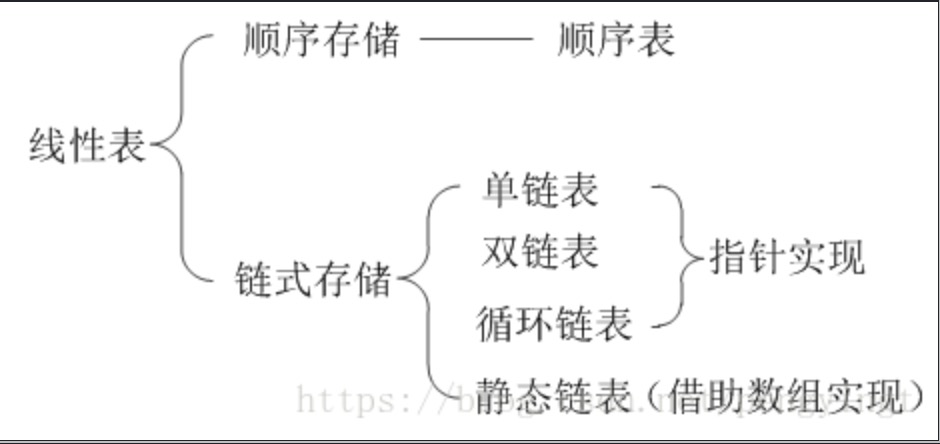 顺序存储 顺序表
线性表
单链表
双链表
指针实现
链式存储
循环链表
静态链表（借助数组实现）